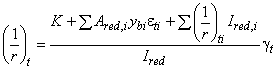 (1/r)_t = (K + ∑ A_{red,i} y_{bi} ε_{ti} + ∑ (1/r)_{ti} I_{red,i}) / I_{red} γ_t